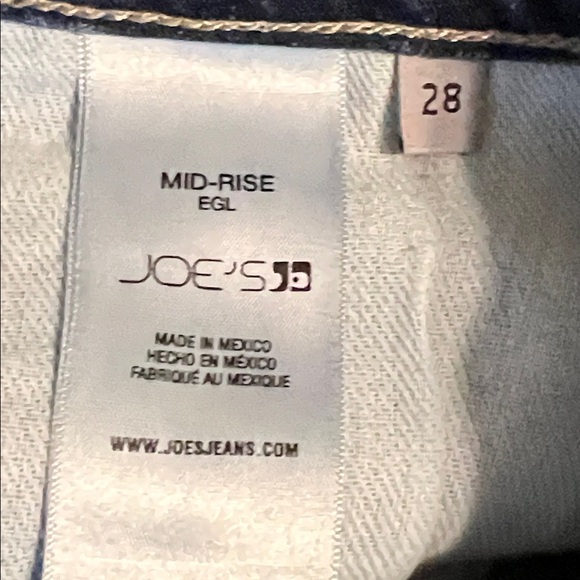 28
MID-RISE
EGL
JOE'S
MADE IN MEXICO
HECHO EN MÉXICO
FABRIQUÉ AU MEXIQUE
WWW.JOESJEANS.COM